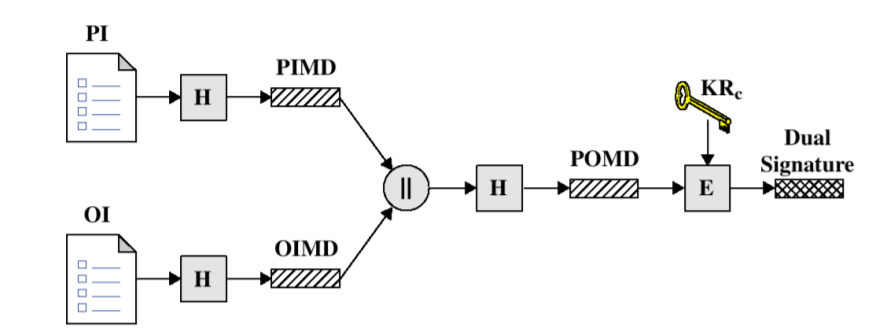 PI
PIMD
H
KRc
POMD
Dual
Signature
||
H
E
OI
OIMD
H